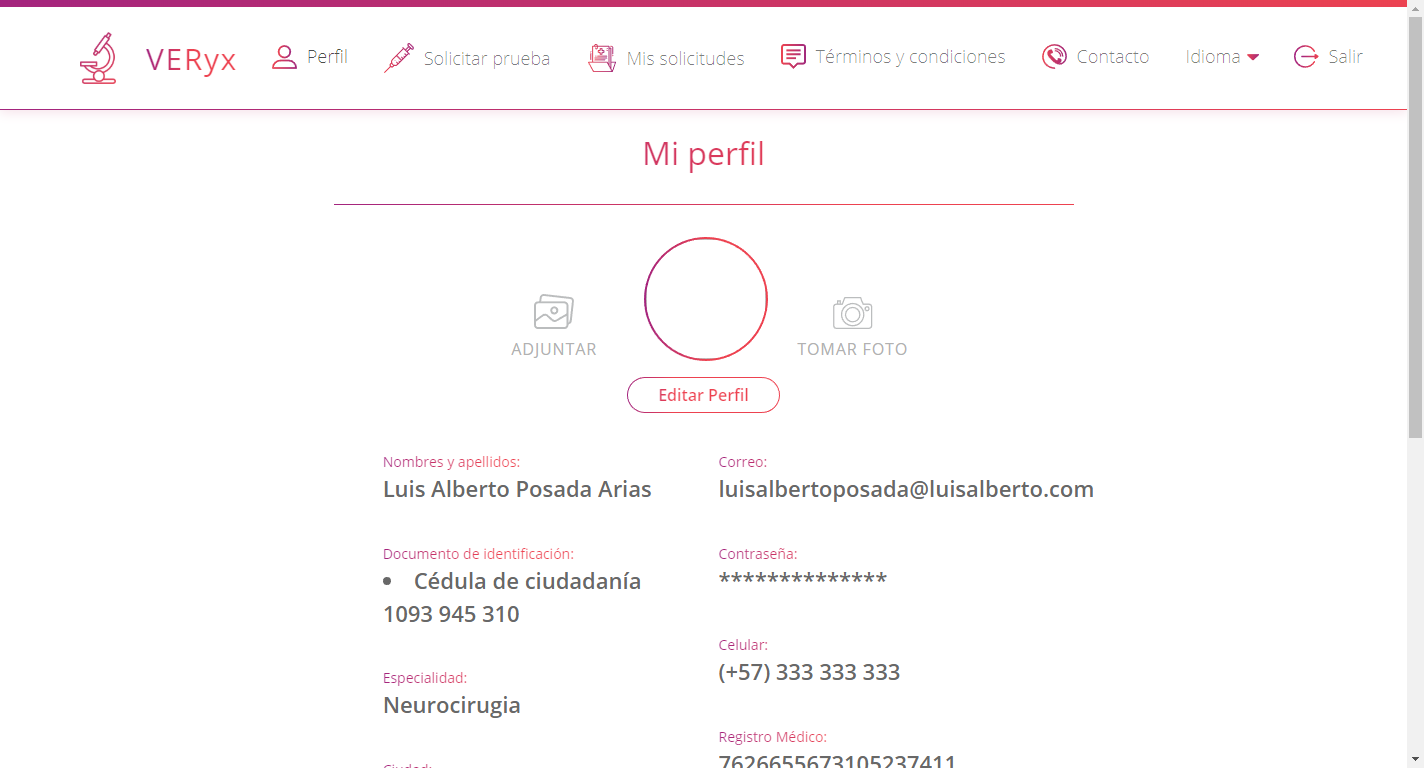 VERyx Perfil Solicitar prueba Mis solicitudes Términos y condiciones Contacto Idioma Salir
Mi perfil
ADJUNTAR
TOMAR FOTO
Editar Perfil
Nombres y apellidos:
Luis Alberto Posada Arias
Documento de identificación:
• Cédula de ciudadanía
1093 945 310
Especialidad:
Neurocirugia
Ciudad:
Correo:
luisalbertoposada@luisalberto.com
Contraseña:
**************
Celular:
(+57) 333 333 333
Registro Médico:
7626655673105237411